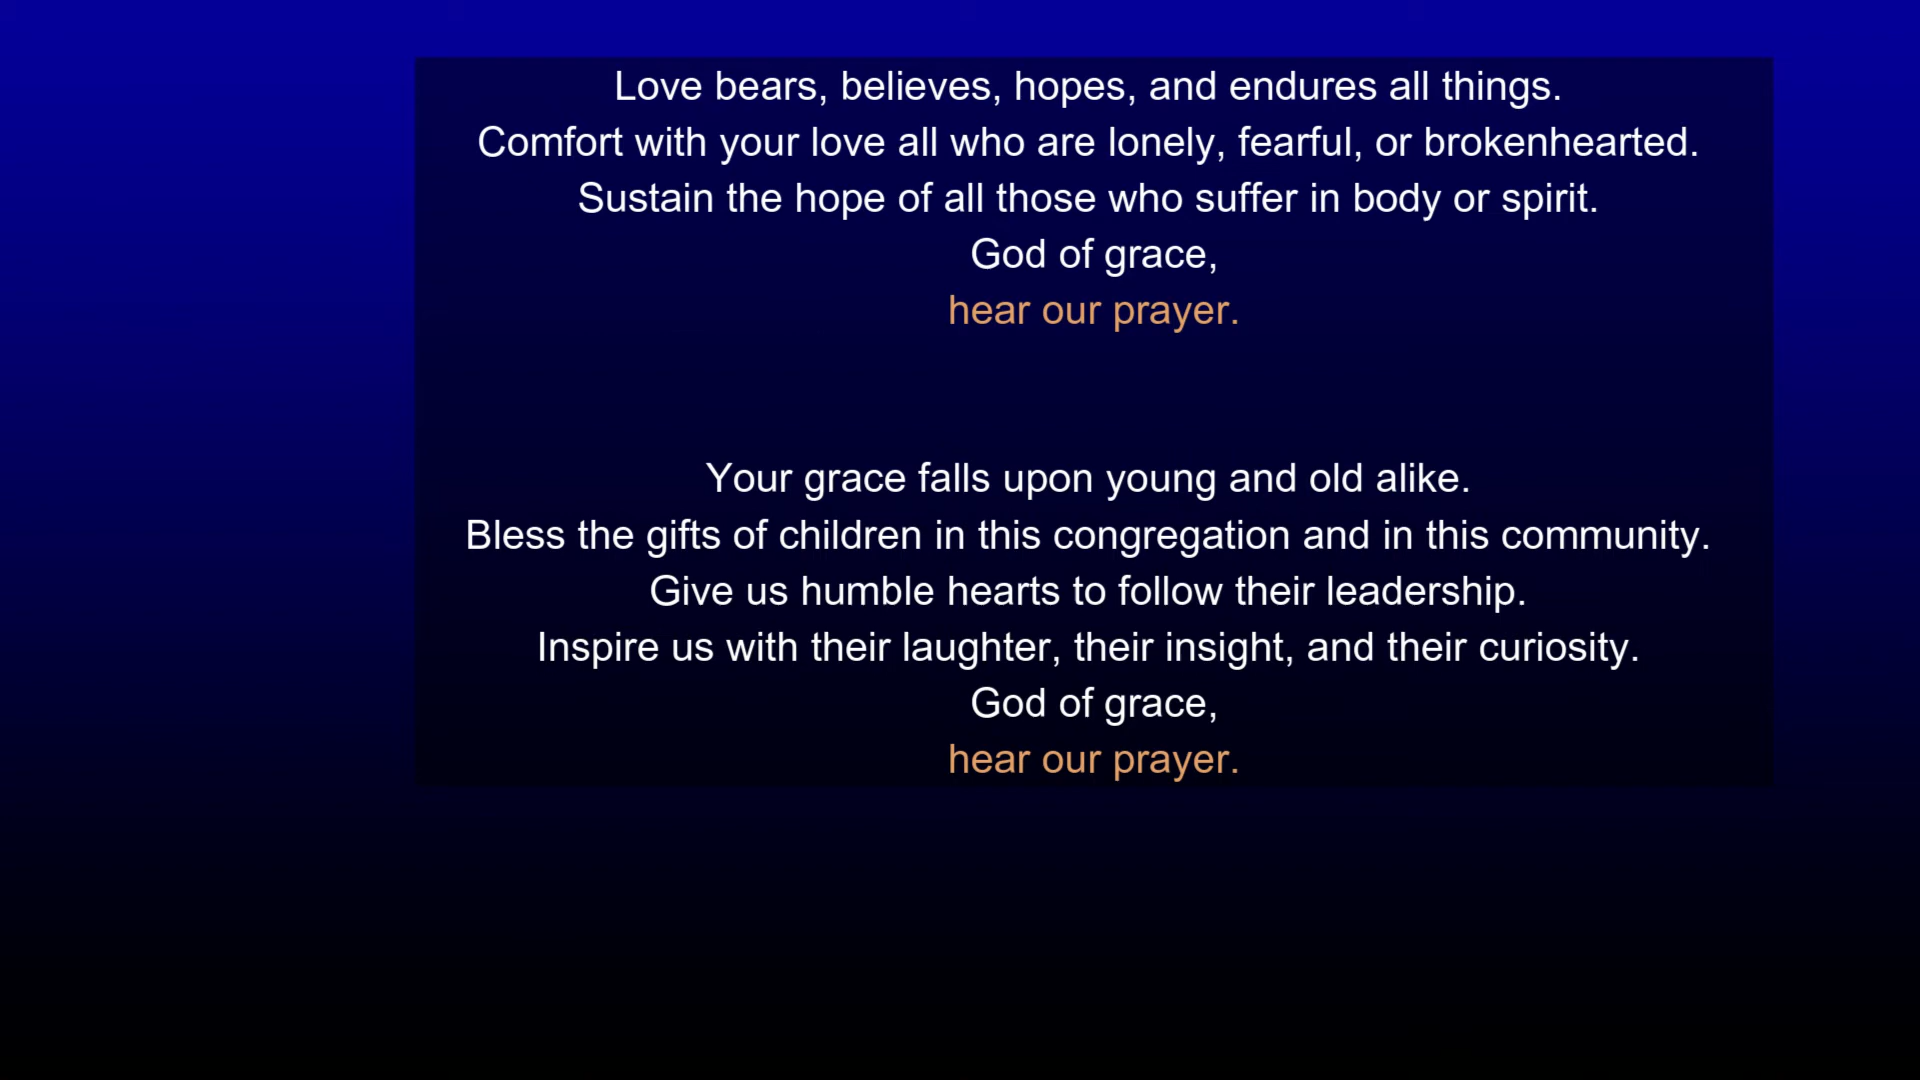 Love bears, believes, hopes, and endures all things.
Comfort with your love all who are lonely, fearful, or brokenhearted.
Sustain the hope of all those who suffer in body or spirit.
God of grace,
hear our prayer.
Your grace falls upon young and old alike.
Bless the gifts of children in this congregation and in this community.
Give us humble hearts to follow their leadership.
Inspire us with their laughter, their insight, and their curiosity.
God of grace,
hear our prayer.